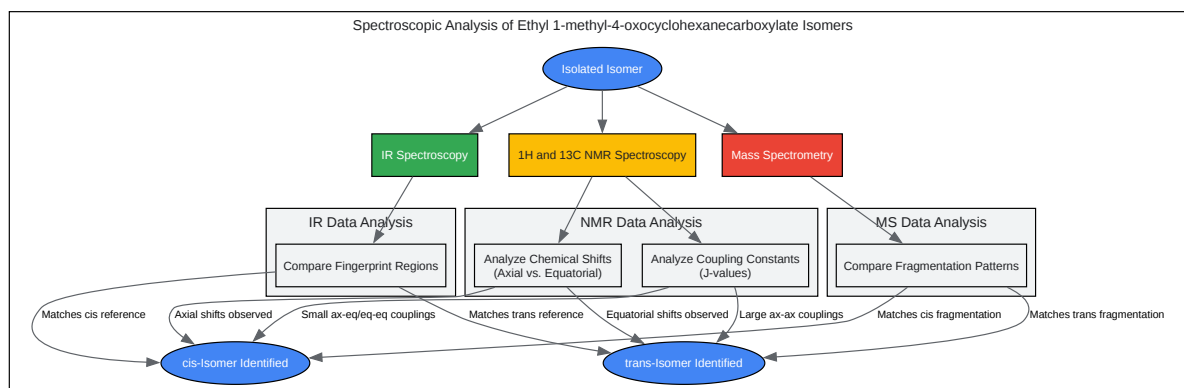 Spectroscopic Analysis of Ethyl 1-methyl-4-oxocyclohexanecarboxylate Isomers
Isolated Isomer
IR Spectroscopy
1H and 13C NMR Spectroscopy
Mass Spectrometry
IR Data Analysis
NMR Data Analysis
MS Data Analysis
Compare Fingerprint Regions
Analyze Chemical Shifts
(Axial vs. Equatorial)
Analyze Coupling Constants
(J-values)
Compare Fragmentation Patterns
Matches cis reference
Axial shifts observed
Small ax-eq/eq-eq couplings
Matches trans reference
Equatorial shifts observed
Large ax-ax couplings
Matches cis fragmentation
Matches trans fragmentation
cis-Isomer Identified
trans-Isomer Identified